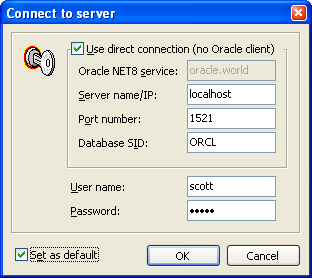 Connect to server
Use direct connection (no Oracle client)
Oracle NET8 service: oracle.world
Server name/IP: localhost
Port number: 1521
Database SID: ORCL
User name: scott
Password: •••••
Set as default OK Cancel